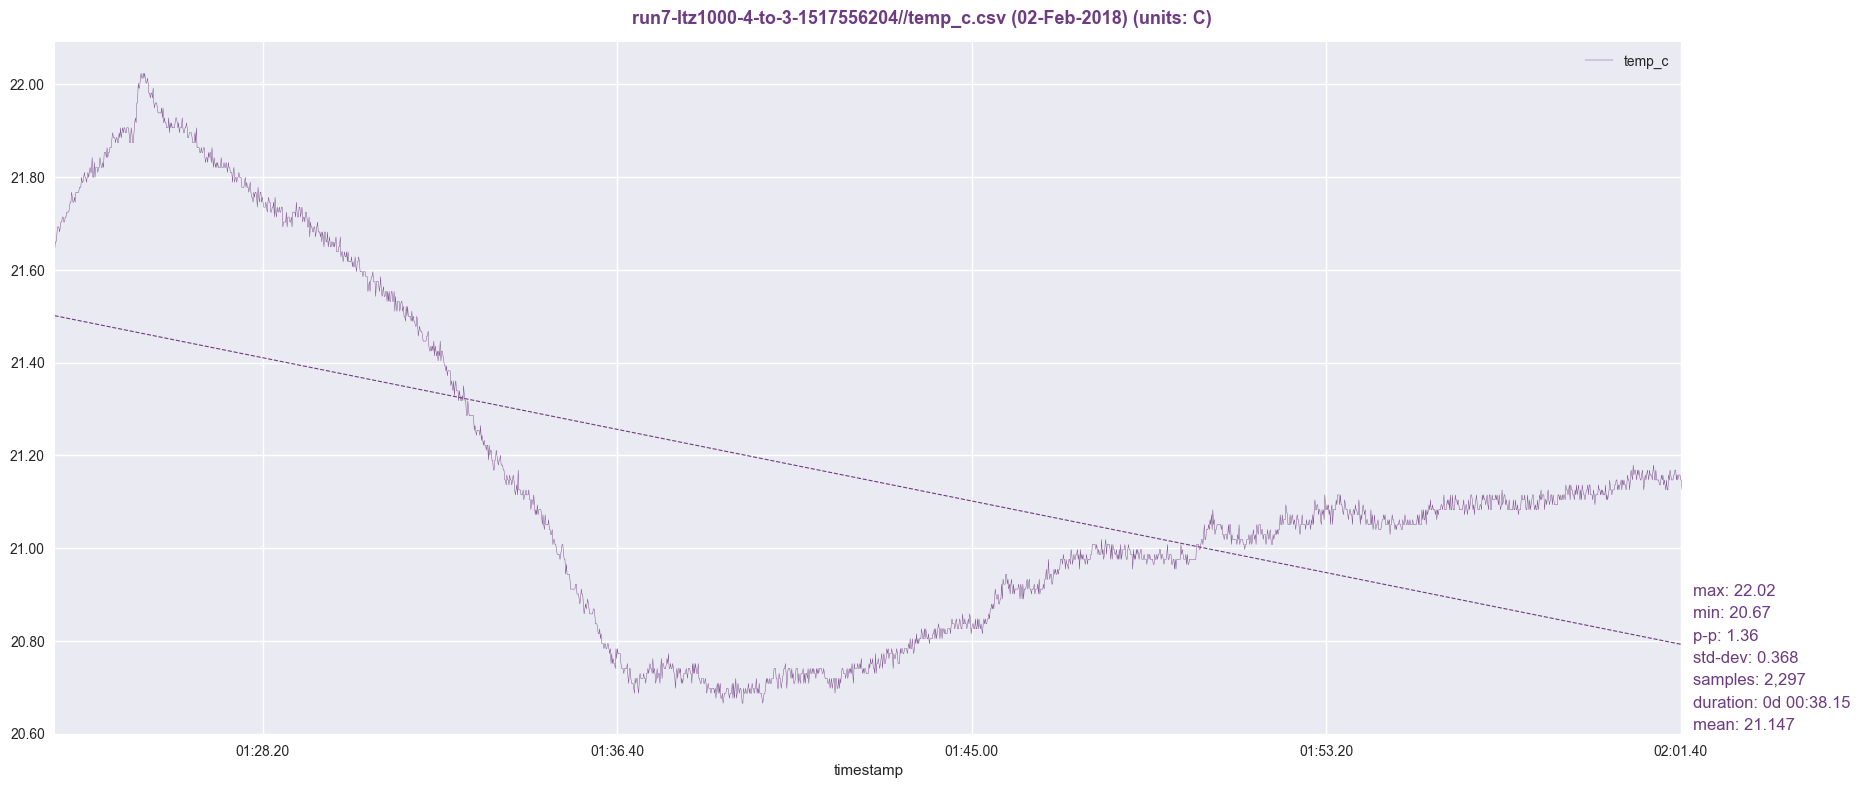 run7-ltz1000-4-to-3-1517556204//temp_c.csv (02-Feb-2018) (units: C)
temp_c
22.00
21.80
21.60
21.40
21.20
21.00
20.80
20.60
max: 22.02
min: 20.67
p-p: 1.36
std-dev: 0.368
samples: 2,297
duration: 0d 00:38.15
mean: 21.147
01:28.20 01:36.40 01:45.00 01:53.20 02:01.40
timestamp